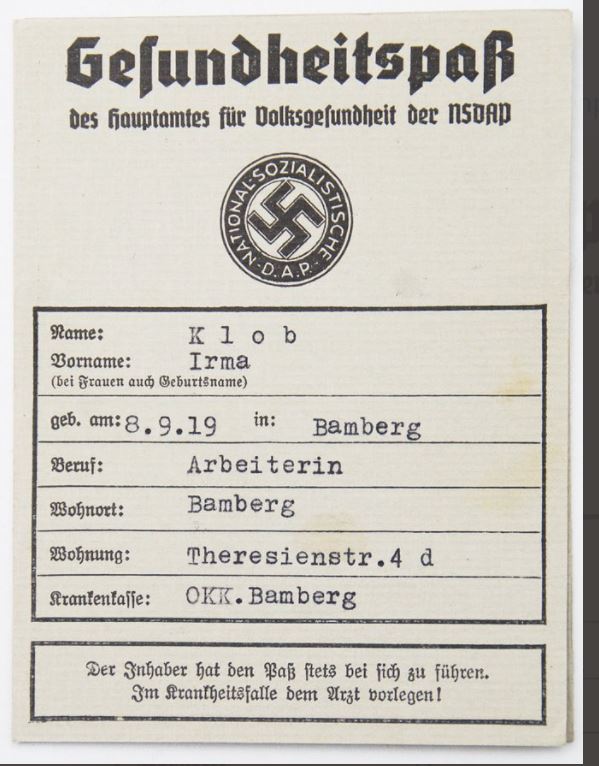 Gesundheitspaß
des Hauptamtes für Volksgesundheit der NSDAP
NATIONAL-SOZIALISTISCHE D.A.P.
Name: Klob
Vorname: Irma
(bei Frauen auch Geburtsname)
geb. am: 8.9.19 in: Bamberg
Beruf: Arbeiterin
Wohnort: Bamberg
Wohnung: Theresienstr.4 d
Krankenkasse: OKK.Bamberg
Der Inhaber hat den Paß stets bei sich zu führen.
Im Krankheitsfalle dem Arzt vorlegen!